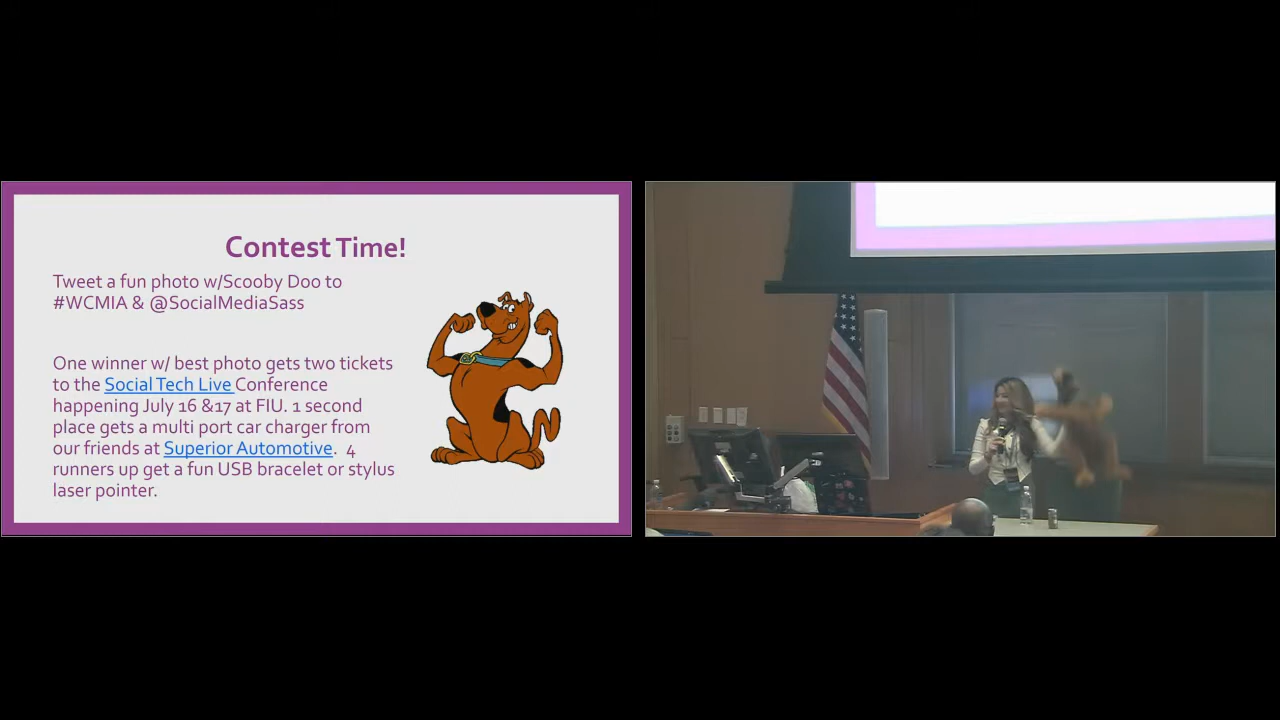 Contest Time!
Tweet a fun photo w/Scooby Doo to
#WCMIA & @SocialMediaSass
One winner w/ best photo gets two tickets
to the Social Tech Live Conference
happening July 16 &17 at FIU. 1 second
place gets a multi port car charger from
our friends at Superior Automotive.  4
runners up get a fun USB bracelet or stylus
laser pointer.